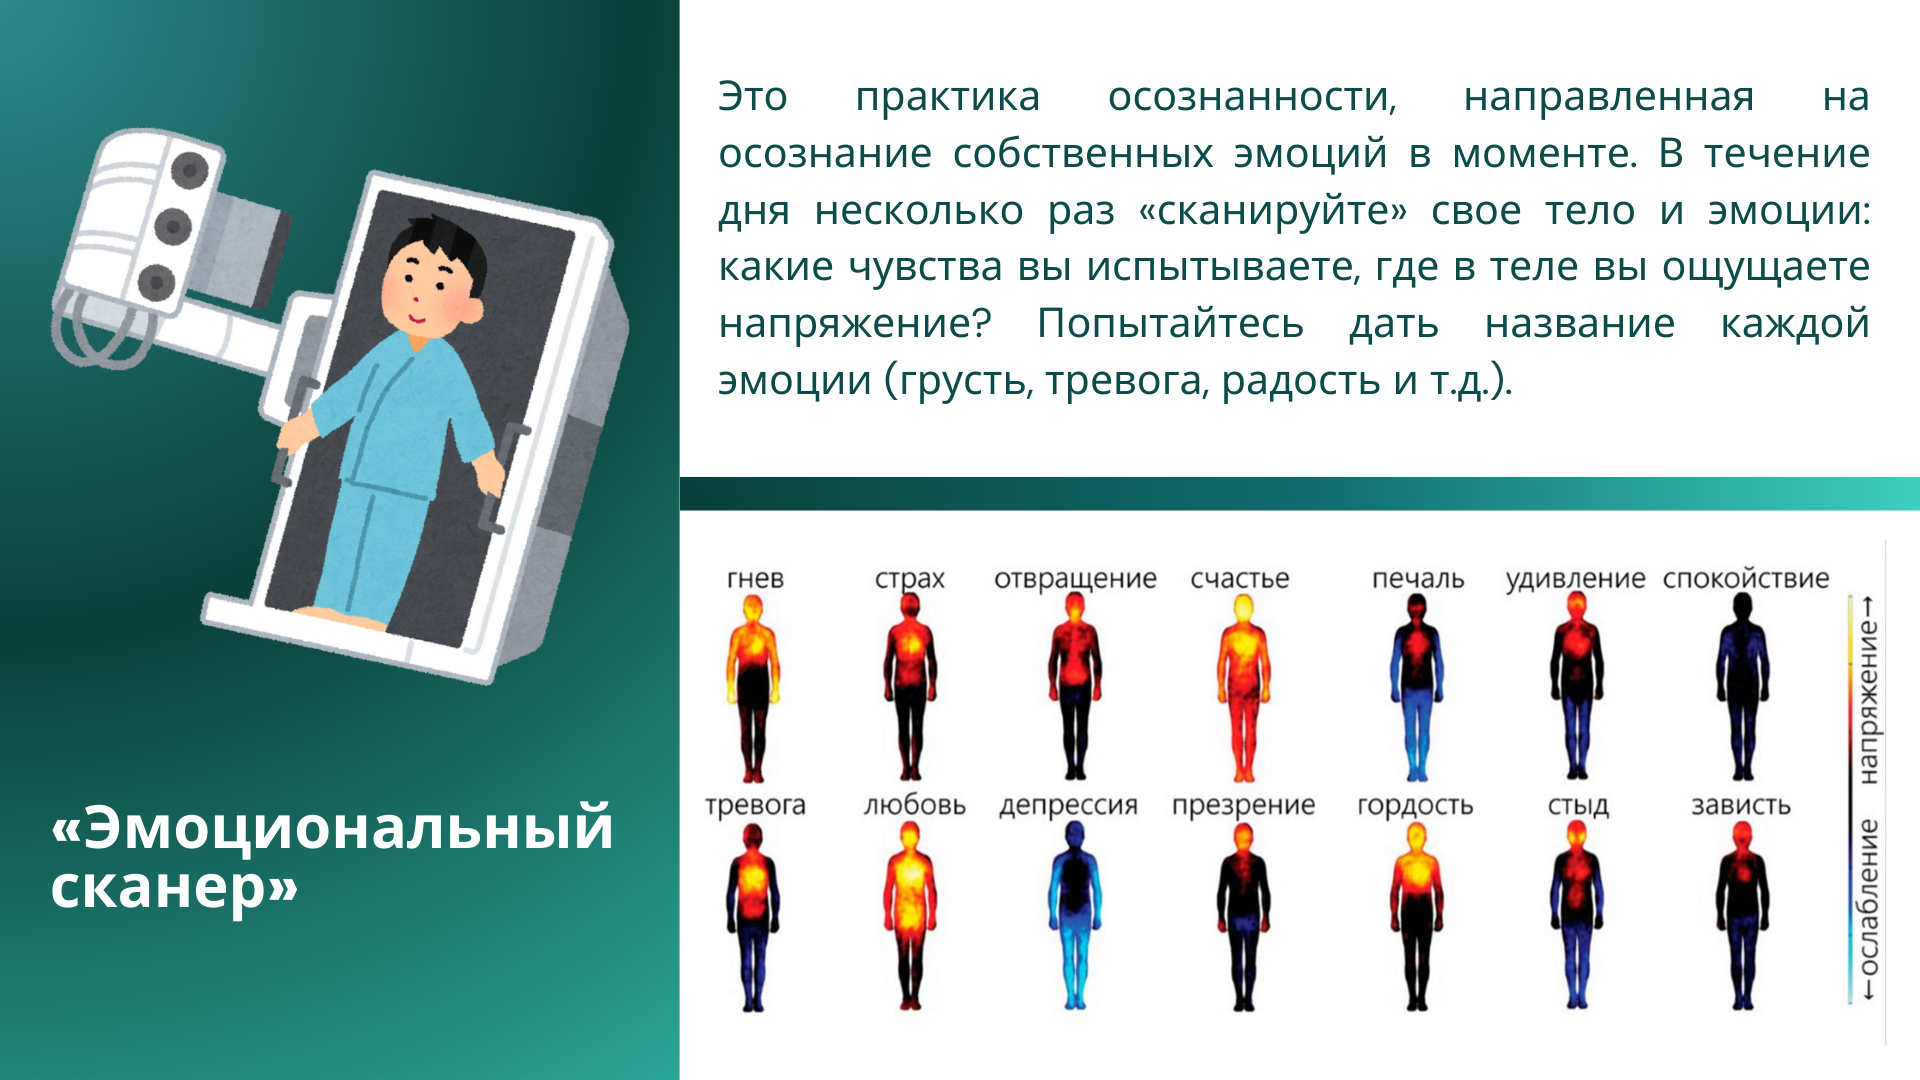 Это практика осознанности, направленная на
осознание собственных эмоций в моменте. В течение
дня несколько раз «сканируйте» свое тело и эмоции:
какие чувства вы испытываете, где в теле вы ощущаете
напряжение? Попытайтесь дать название каждой
эмоции (грусть, тревога, радость и т.д.).
«Эмоциональный
сканер»
гнев страх отвращение счастье печаль удивление спокойствие
тревога любовь депрессия презрение гордость стыд зависть
←ослабление напряжение→